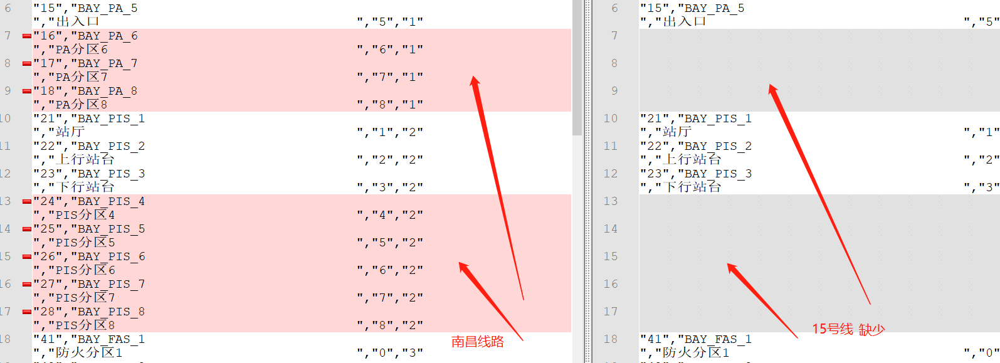 6 "15","BAY_PA_5
","出入口 ","5","1"
7 "16","BAY_PA_6
","PA分区6 ","6","1"
8 "17","BAY_PA_7
","PA分区7 ","7","1"
9 "18","BAY_PA_8
","PA分区8 ","8","1"
10 "21","BAY_PIS_1
","站厅 ","1","2"
11 "22","BAY_PIS_2
","上行站台 ","2","2"
12 "23","BAY_PIS_3
","下行站台 ","3","2"
13 "24","BAY_PIS_4
","PIS分区4 ","4","2"
14 "25","BAY_PIS_5
","PIS分区5 ","5","2"
15 "26","BAY_PIS_6
","PIS分区6 ","6","2"
16 "27","BAY_PIS_7
","PIS分区7 ","7","2"
17 "28","BAY_PIS_8
","PIS分区8 ","8","2"
18 "41","BAY_FAS_1
","防火分区1 ","0","3"
南昌线路
6 "15","BAY_PA_5
","出入口 ","5"
7
8
9
10 "21","BAY_PIS_1
","站厅 ","1"
11 "22","BAY_PIS_2
","上行站台 ","2"
12 "23","BAY_PIS_3
","下行站台 ","3"
13
14
15
16
17
15号线 缺少
18 "41","BAY_FAS_1
","防火分区1 ","0"